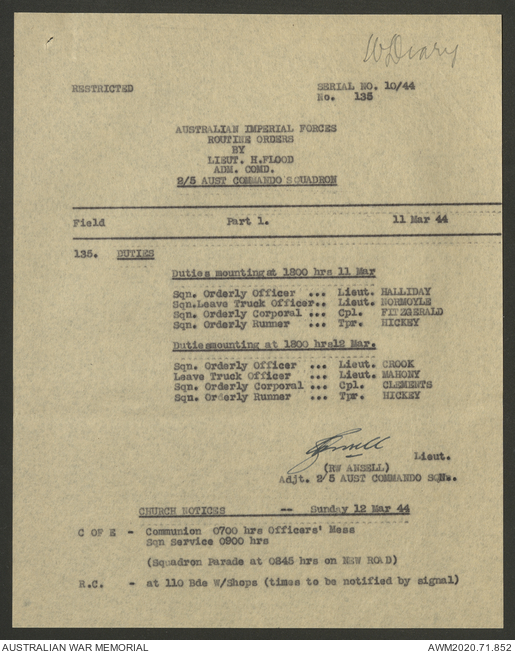 W Diary
RESTRICTED SERIAL NO. 10/44
No. 135
AUSTRALIAN IMPERIAL FORCES
ROUTINE ORDERS
BY
LIEUT. H.FLOOD
ADM. COMD.
2/5 AUST COMMANDO SQUADRON
Field Part 1. 11 Mar 44
135. DUTIES
Duties mounting at 1800 hrs 11 Mar
Sqn. Orderly Officer ... Lieut. HALLIDAY
Sqn.Leave Truck Officer.. Lieut. NORMOYLE
Sqn. Orderly Corporal ... Cpl. FITZGERALD
Sqn. Orderly Runner ... Tpr. HICKEY
Dutiesmounting at 1800 hrs12 Mar.
Sqn. Orderly Officer ... Lieut. CROOK
Leave Truck Officer ... Lieut. MAHONY
Sqn. Orderly Corporal ... Cpl. CLEMENTS
Sqn. Orderly Runner ... Tpr. HICKEY
Lieut.
(RW ANSELL)
Adjt. 2/5 AUST COMMANDO SQN.
CHURCH NOTICES -- Sunday 12 Mar 44
C OF E - Communion 0700 hrs Officers' Mess
Sqn Service 0900 hrs
(Squadron Parade at 0845 hrs on NEW ROAD)
R.C. - at 110 Bde W/Shops (times to be notified by signal)
AUSTRALIAN WAR MEMORIAL AWM2020.71.852